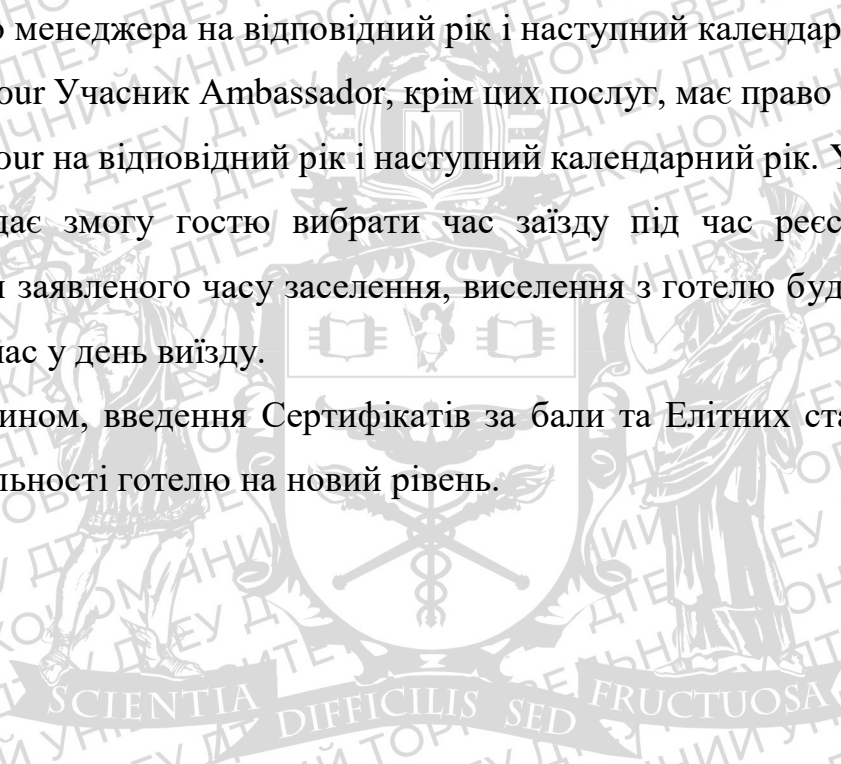 о менеджера на відповідний рік і наступний календар
our Учасник Ambassador, крім цих послуг, має право
our на відповідний рік і наступний календарний рік. Y
дає змогу гостю вибрати час заїзду під час реєс
заявленого часу заселення, виселення з готелю буд
час у день виїзду.
ином, введення Сертифікатів за бали та Елітних ста
льності готелю на новий рівень.
SCIENTIA DIFFICILIS SED FRUCTUOSA